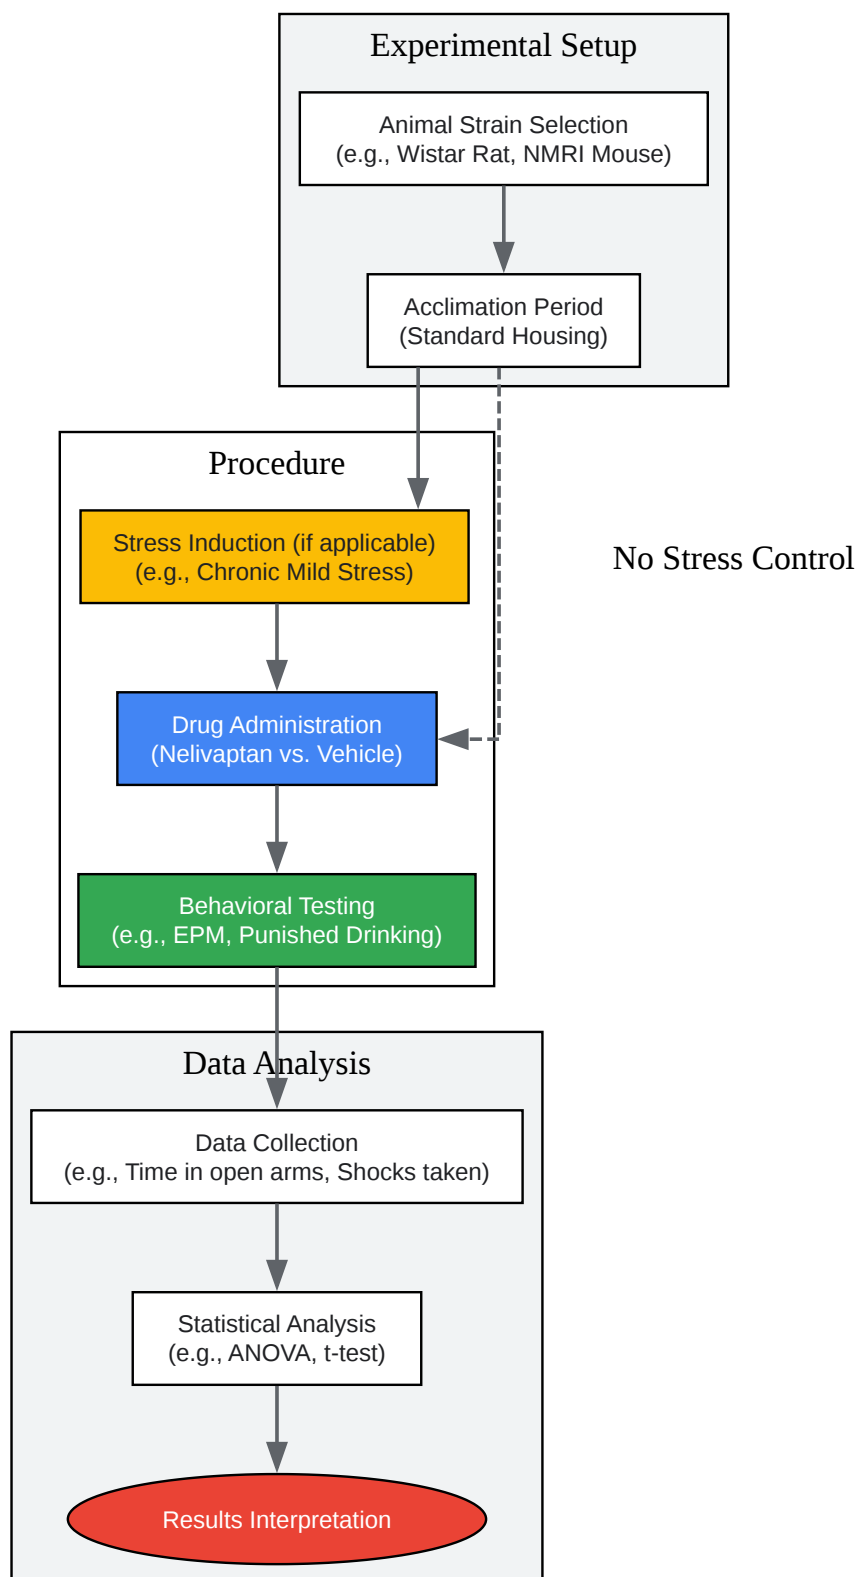 Experimental Setup
Animal Strain Selection
(e.g., Wistar Rat, NMRI Mouse)
Acclimation Period
(Standard Housing)
Procedure
Stress Induction (if applicable)
(e.g., Chronic Mild Stress)
No Stress Control
Drug Administration
(Nelivaptan vs. Vehicle)
Behavioral Testing
(e.g., EPM, Punished Drinking)
Data Analysis
Data Collection
(e.g., Time in open arms, Shocks taken)
Statistical Analysis
(e.g., ANOVA, t-test)
Results Interpretation